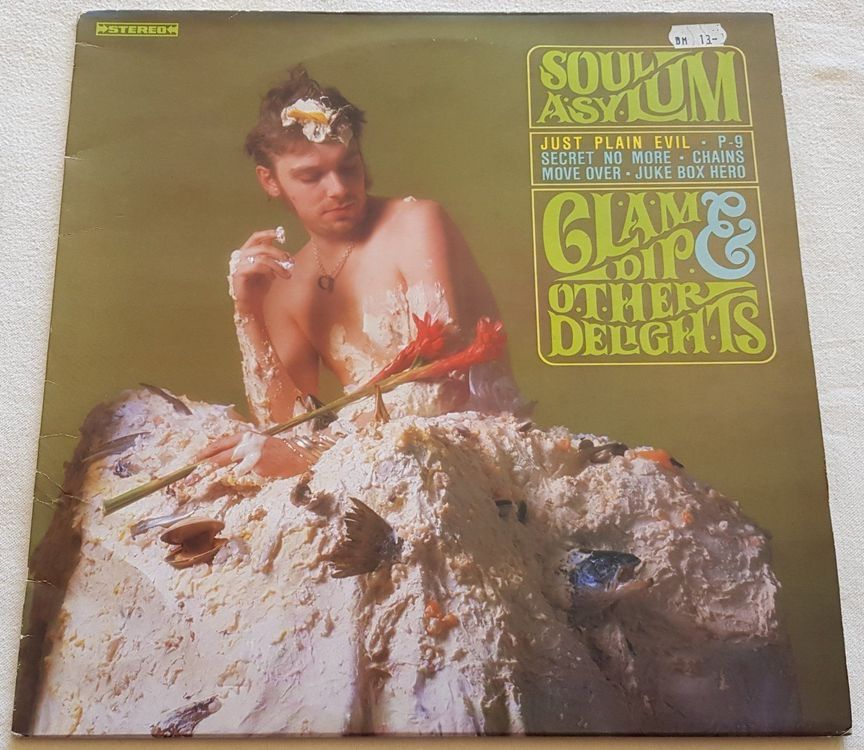 STEREO
DM 13-
SOUL
ASYLUM
JUST PLAIN EVIL • P-9
SECRET NO MORE • CHAINS
MOVE OVER • JUKE BOX HERO
CLAM
DIP &
OTHER
DELIGHTS